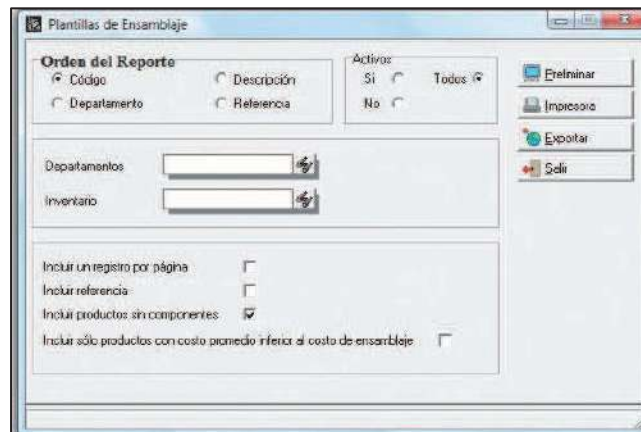 Plantillas de Ensamblaje
Orden del Reporte
Código
Descripción
Departamento
Referencia
Activos
Si
Todos
No
Preliminar
Impresora
Exportar
Salir
Departamentos
Inventario
Incluir un registro por página
Incluir referencia
Incluir productos sin componentes
Incluir sólo productos con costo promedio inferior al costo de ensamblaje